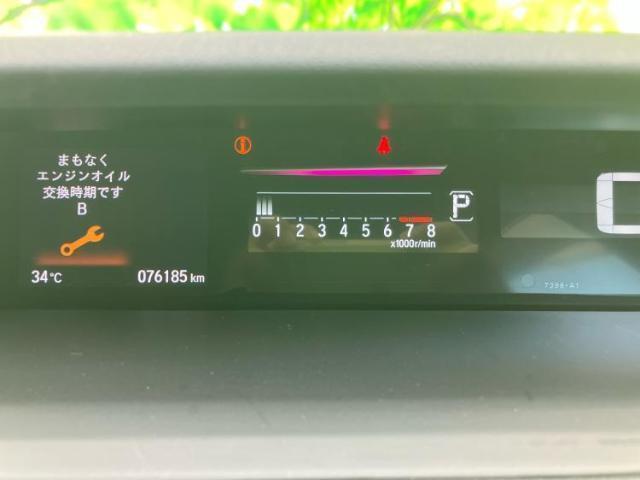 まもなく
エンジンオイル
交換時期です
B
34℃
076185 km
P
0 1 2 3 4 5 6 7 8
x1000r/min
7398-A1